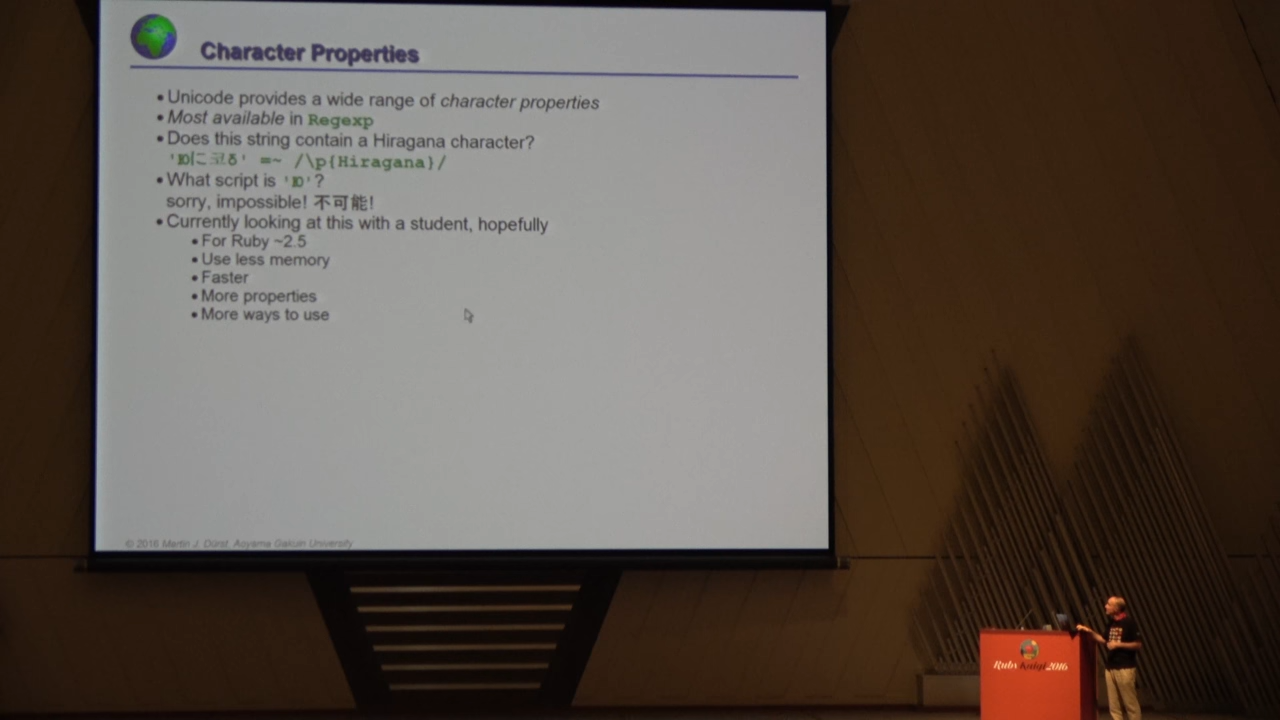 Character Properties
• Unicode provides a wide range of character properties
• Most available in Regexp
• Does this string contain a Hiragana character?
=~ /\p{Hiragana}/
• What script is 'Ю'?
sorry, impossible! 不可能!
• Currently looking at this with a student, hopefully
• For Ruby ~2.5
• Use less memory
• Faster
• More properties
• More ways to use
© 2016 Martin J. Dürst, Aoyama Gakuin University
RubyKaigi 2016